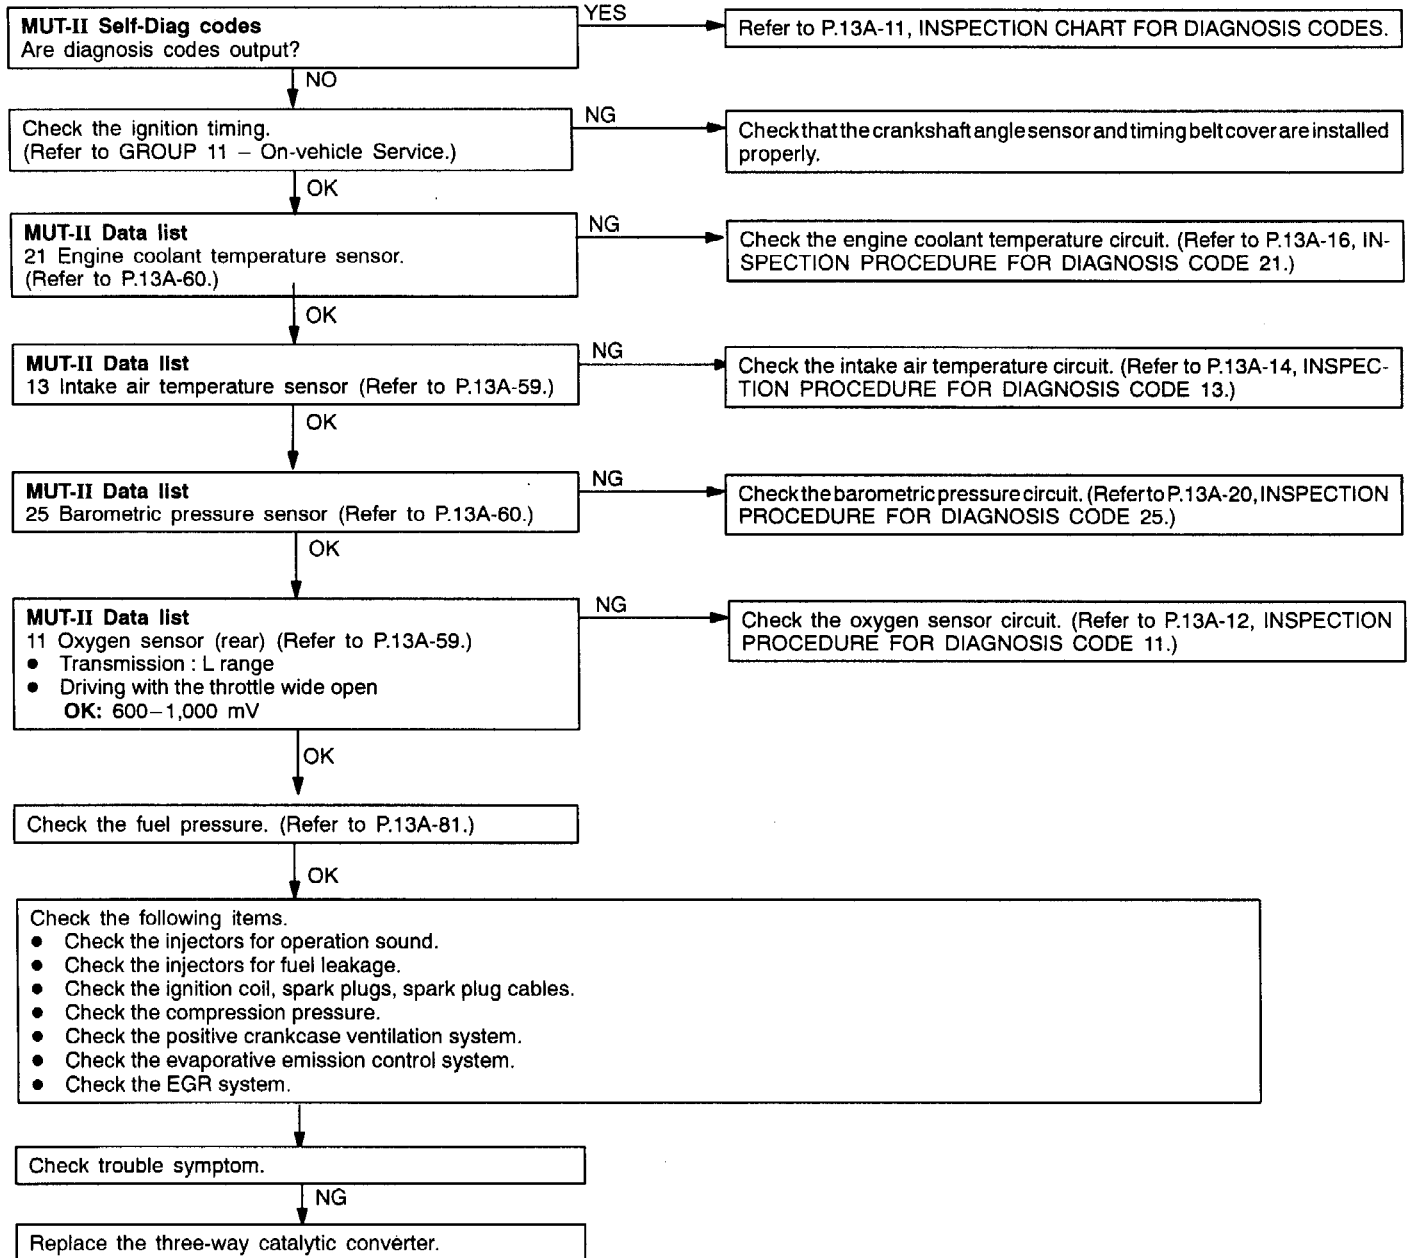 MUT-II Self-Diag codes
Are diagnosis codes output?
YES
Refer to P.13A-11, INSPECTION CHART FOR DIAGNOSIS CODES.
NO
Check the ignition timing.
(Refer to GROUP 11 – On-vehicle Service.)
NG
Check that the crankshaft angle sensor and timing belt cover are installed
properly.
OK
MUT-II Data list
21 Engine coolant temperature sensor.
(Refer to P.13A-60.)
NG
Check the engine coolant temperature circuit. (Refer to P.13A-16, IN-
SPECTION PROCEDURE FOR DIAGNOSIS CODE 21.)
OK
MUT-II Data list
13 Intake air temperature sensor (Refer to P.13A-59.)
NG
Check the intake air temperature circuit. (Refer to P.13A-14, INSPEC-
TION PROCEDURE FOR DIAGNOSIS CODE 13.)
OK
MUT-II Data list
25 Barometric pressure sensor (Refer to P.13A-60.)
NG
Check the barometric pressure circuit. (Refer to P.13A-20, INSPECTION
PROCEDURE FOR DIAGNOSIS CODE 25.)
OK
MUT-II Data list
11 Oxygen sensor (rear) (Refer to P.13A-59.)
● Transmission : L range
● Driving with the throttle wide open
OK: 600–1,000 mV
NG
Check the oxygen sensor circuit. (Refer to P.13A-12, INSPECTION
PROCEDURE FOR DIAGNOSIS CODE 11.)
OK
Check the fuel pressure. (Refer to P.13A-81.)
OK
Check the following items.
● Check the injectors for operation sound.
● Check the injectors for fuel leakage.
● Check the ignition coil, spark plugs, spark plug cables.
● Check the compression pressure.
● Check the positive crankcase ventilation system.
● Check the evaporative emission control system.
● Check the EGR system.
Check trouble symptom.
NG
Replace the three-way catalytic converter.